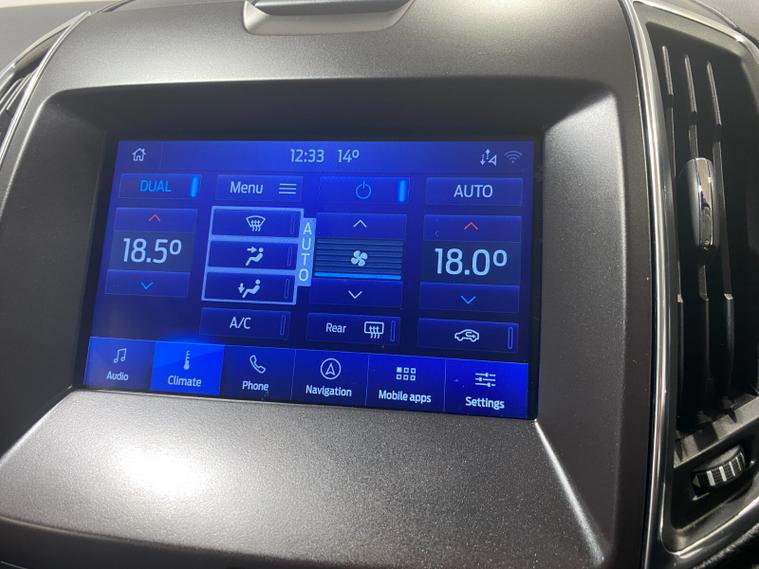 12:33 14º
DUAL Menu AUTO
18.5º AUTO 18.0º
A/C Rear
Audio Climate Phone Navigation Mobile apps Settings